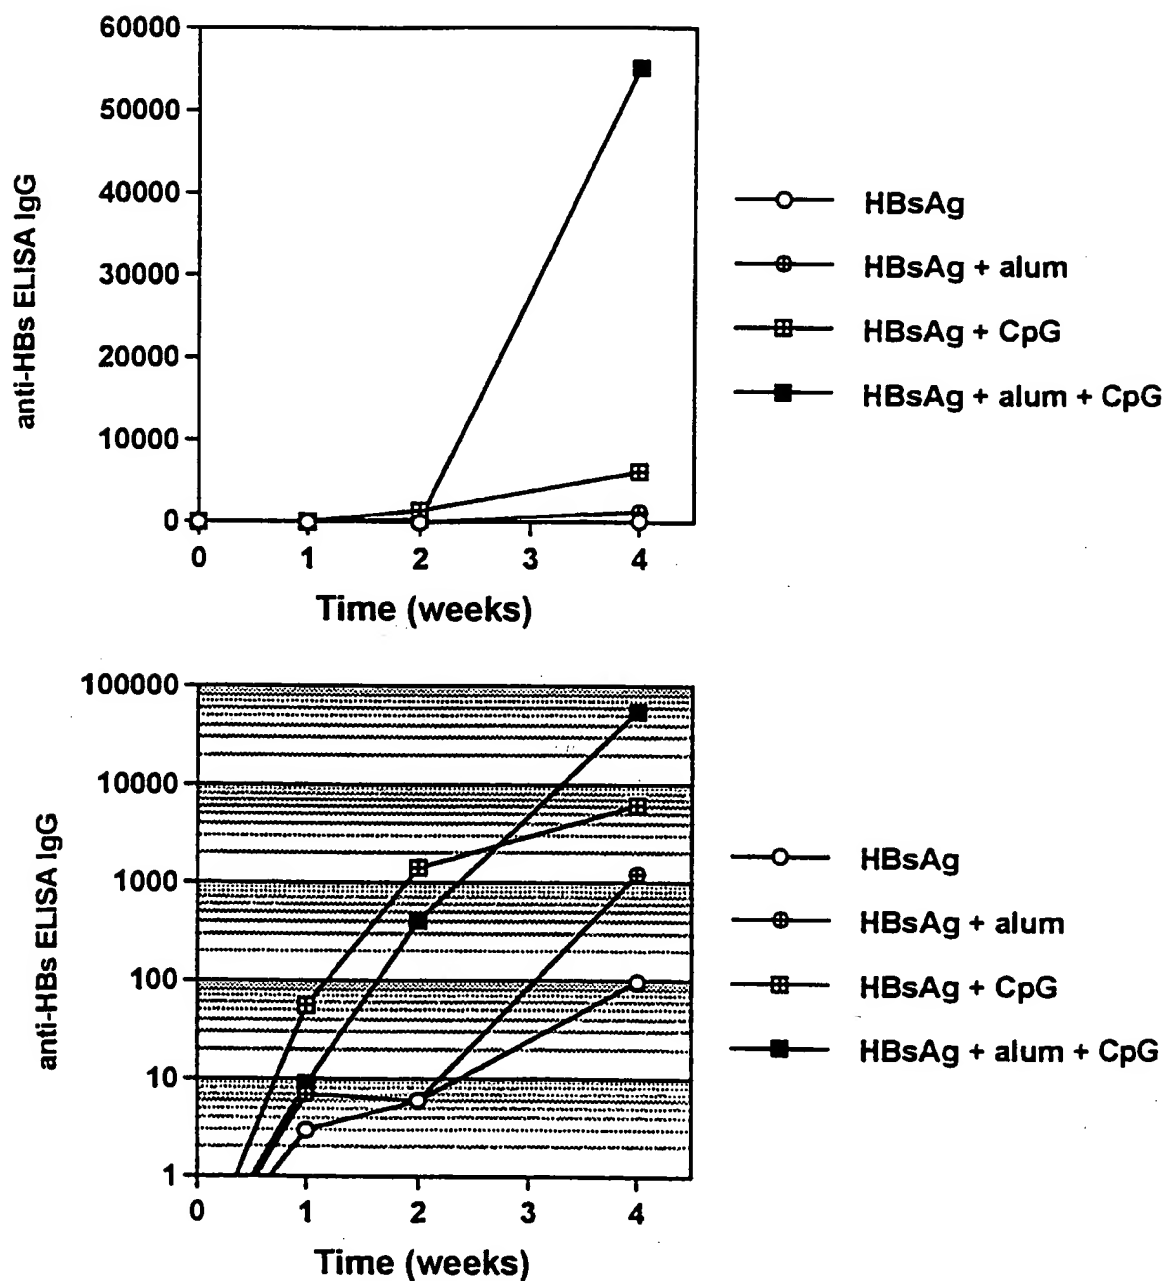 60000
50000
40000
30000
20000
10000
0
anti-HBs ELISA IgG
0 1 2 3 4
Time (weeks)
HBsAg
HBsAg + alum
HBsAg + CpG
HBsAg + alum + CpG
100000
10000
1000
100
10
1
anti-HBs ELISA IgG
0 1 2 3 4
Time (weeks)
HBsAg
HBsAg + alum
HBsAg + CpG
HBsAg + alum + CpG